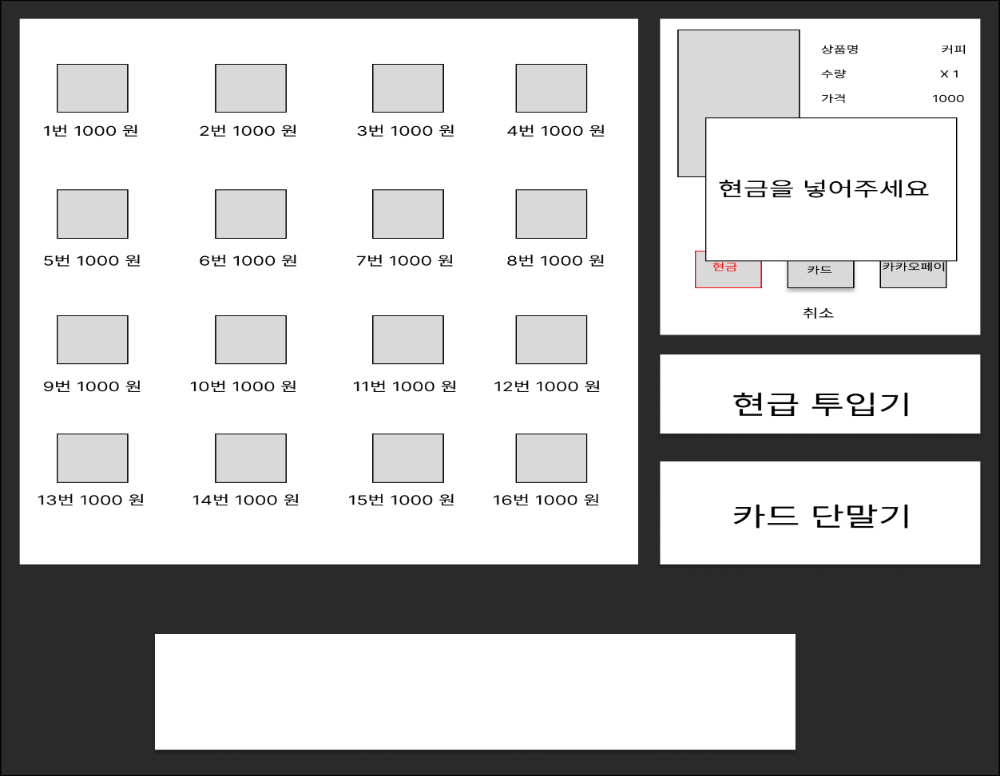 1번 1000 원
2번 1000 원
3번 1000 원
4번 1000 원
5번 1000 원
6번 1000 원
7번 1000 원
8번 1000 원
9번 1000 원
10번 1000 원
11번 1000 원
12번 1000 원
13번 1000 원
14번 1000 원
15번 1000 원
16번 1000 원
상품명 커피
수량 X 1
가격 1000
현금을 넣어주세요
현금 카드 카카오페이
취소
현급 투입기
카드 단말기